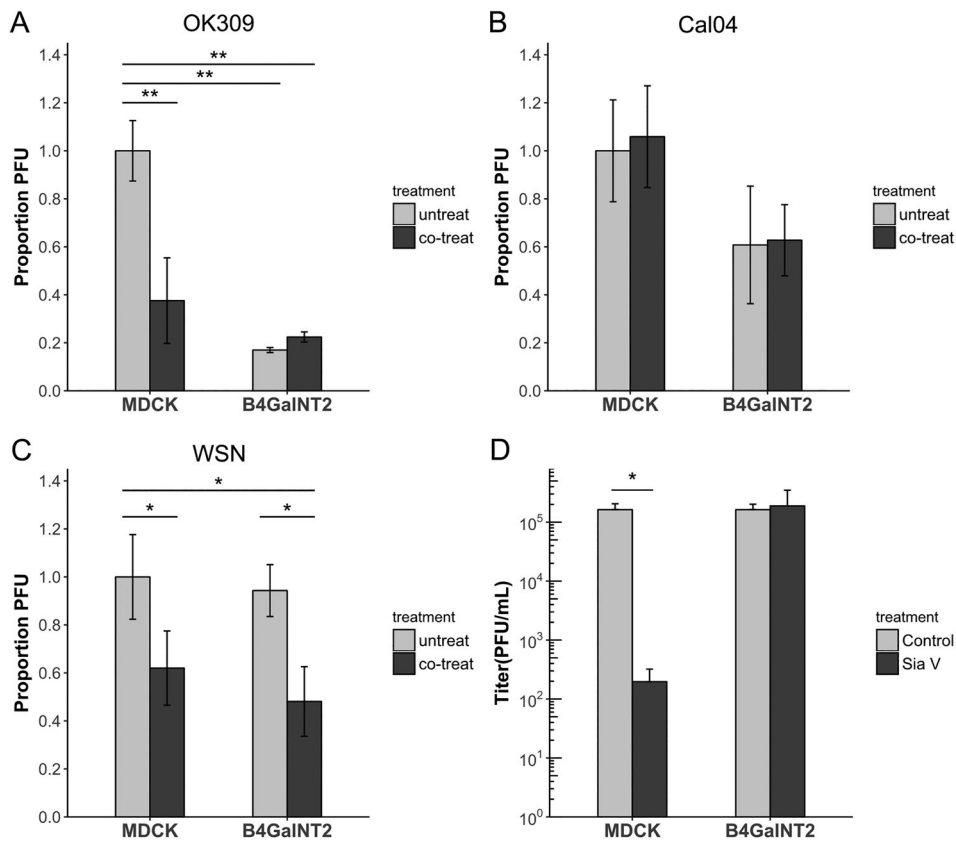 A
OK309
**
**
**
1.4
1.2
1.0
0.8
0.6
0.4
0.2
0.0
Proportion PFU
MDCK
B4GalNT2
treatment
untreat
co-treat
B
Cal04
1.4
1.2
1.0
0.8
0.6
0.4
0.2
0.0
Proportion PFU
MDCK
B4GalNT2
treatment
untreat
co-treat
C
WSN
*
*
*
1.4
1.2
1.0
0.8
0.6
0.4
0.2
0.0
Proportion PFU
MDCK
B4GalNT2
treatment
untreat
co-treat
D
*
10⁵
10⁴
10³
10²
10¹
10⁰
Titer(PFU/mL)
MDCK
B4GalNT2
treatment
Control
Sia V